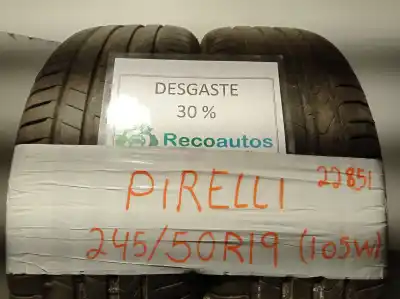 DESGASTE
30 %
Recoautos
PIRELLI
22851
245/50R19 (105W)